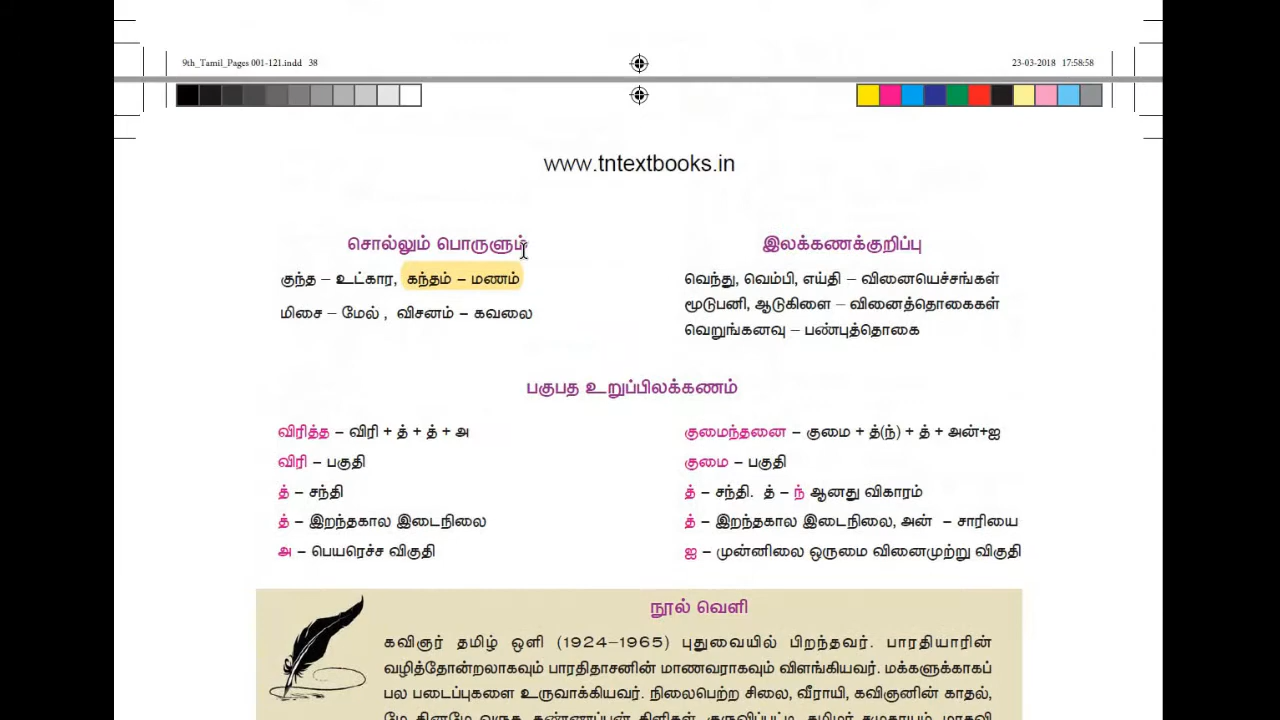 9th_Tamil_Pages 001-121.indd 38
23-03-2018 17:58:58
www.tntextbooks.in
சொல்லும் பொருளும்
குந்த – உட்கார, கந்தம் – மணம்
மிசை – மேல் , விசனம் – கவலை
இலக்கணக்குறிப்பு
வெந்து, வெம்பி, எய்தி – வினையெச்சங்கள்
மூடுபனி, ஆடுகிளை – வினைத்தொகைகள்
வெறுங்கனவு – பண்புத்தொகை
பகுபத உறுப்பிலக்கணம்
விரித்த – விரி + த் + த் + அ
விரி – பகுதி
த் – சந்தி
த் – இறந்தகால இடைநிலை
அ – பெயரெச்ச விகுதி
குமைந்தனை – குமை + த்(ந்) + த் + அன்+ஐ
குமை – பகுதி
த் – சந்தி. த் – ந் ஆனது விகாரம்
த் – இறந்தகால இடைநிலை, அன் – சாரியை
ஐ – முன்னிலை ஒருமை வினைமுற்று விகுதி
நூல் வெளி
கவிஞர் தமிழ் ஒளி (1924–1965) புதுவையில் பிறந்தவர். பாரதியாரின்
வழித்தோன்றலாகவும் பாரதிதாசனின் மாணவராகவும் விளங்கியவர். மக்களுக்காகப்
பல படைப்புகளை உருவாக்கியவர். நிலைபெற்ற சிலை, வீராயி, கவிஞனின் காதல்,